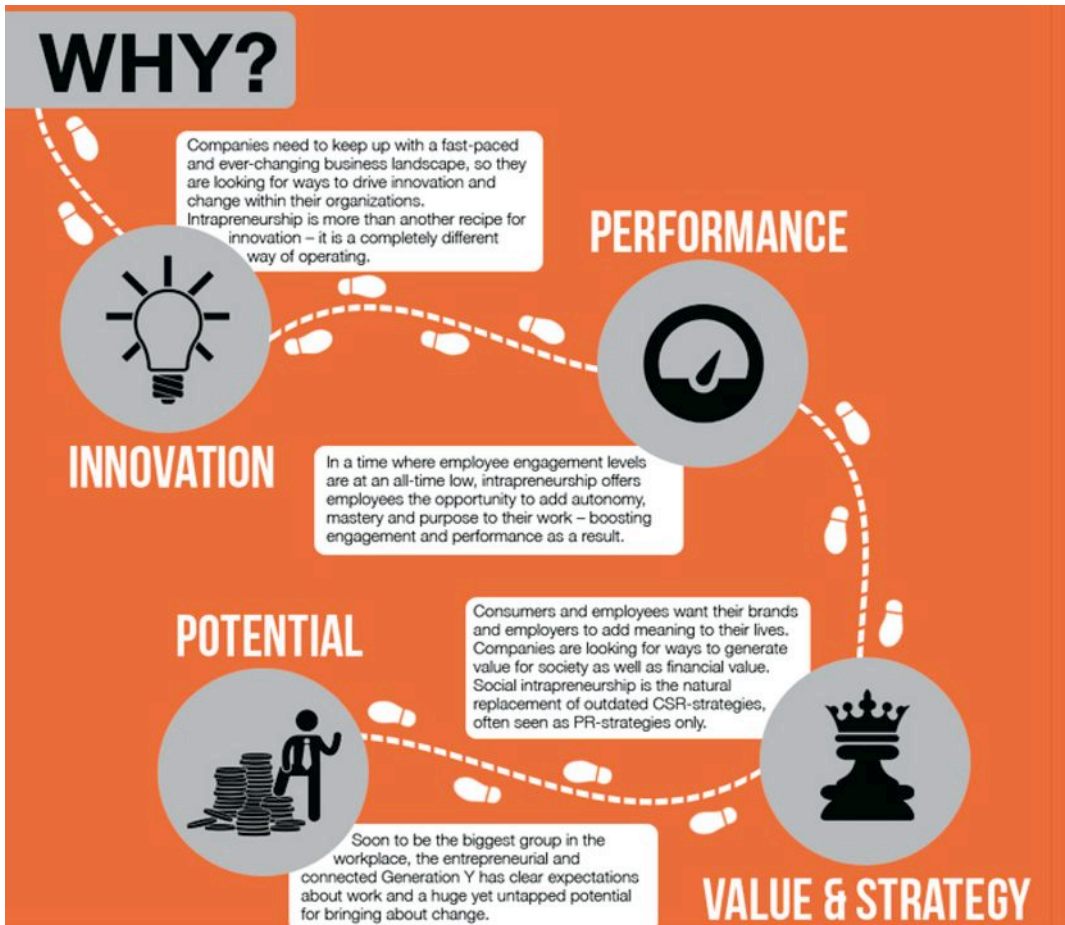 WHY?
Companies need to keep up with a fast-paced
and ever-changing business landscape, so they
are looking for ways to drive innovation and
change within their organizations.
Intrapreneurship is more than another recipe for
innovation – it is a completely different
way of operating.
INNOVATION
PERFORMANCE
In a time where employee engagement levels
are at an all-time low, intrapreneurship offers
employees the opportunity to add autonomy,
mastery and purpose to their work – boosting
engagement and performance as a result.
Consumers and employees want their brands
and employers to add meaning to their lives.
Companies are looking for ways to generate
value for society as well as financial value.
Social intrapreneurship is the natural
replacement of outdated CSR-strategies,
often seen as PR-strategies only.
VALUE & STRATEGY
POTENTIAL
Soon to be the biggest group in the
workplace, the entrepreneurial and
connected Generation Y has clear expectations
about work and a huge yet untapped potential
for bringing about change.